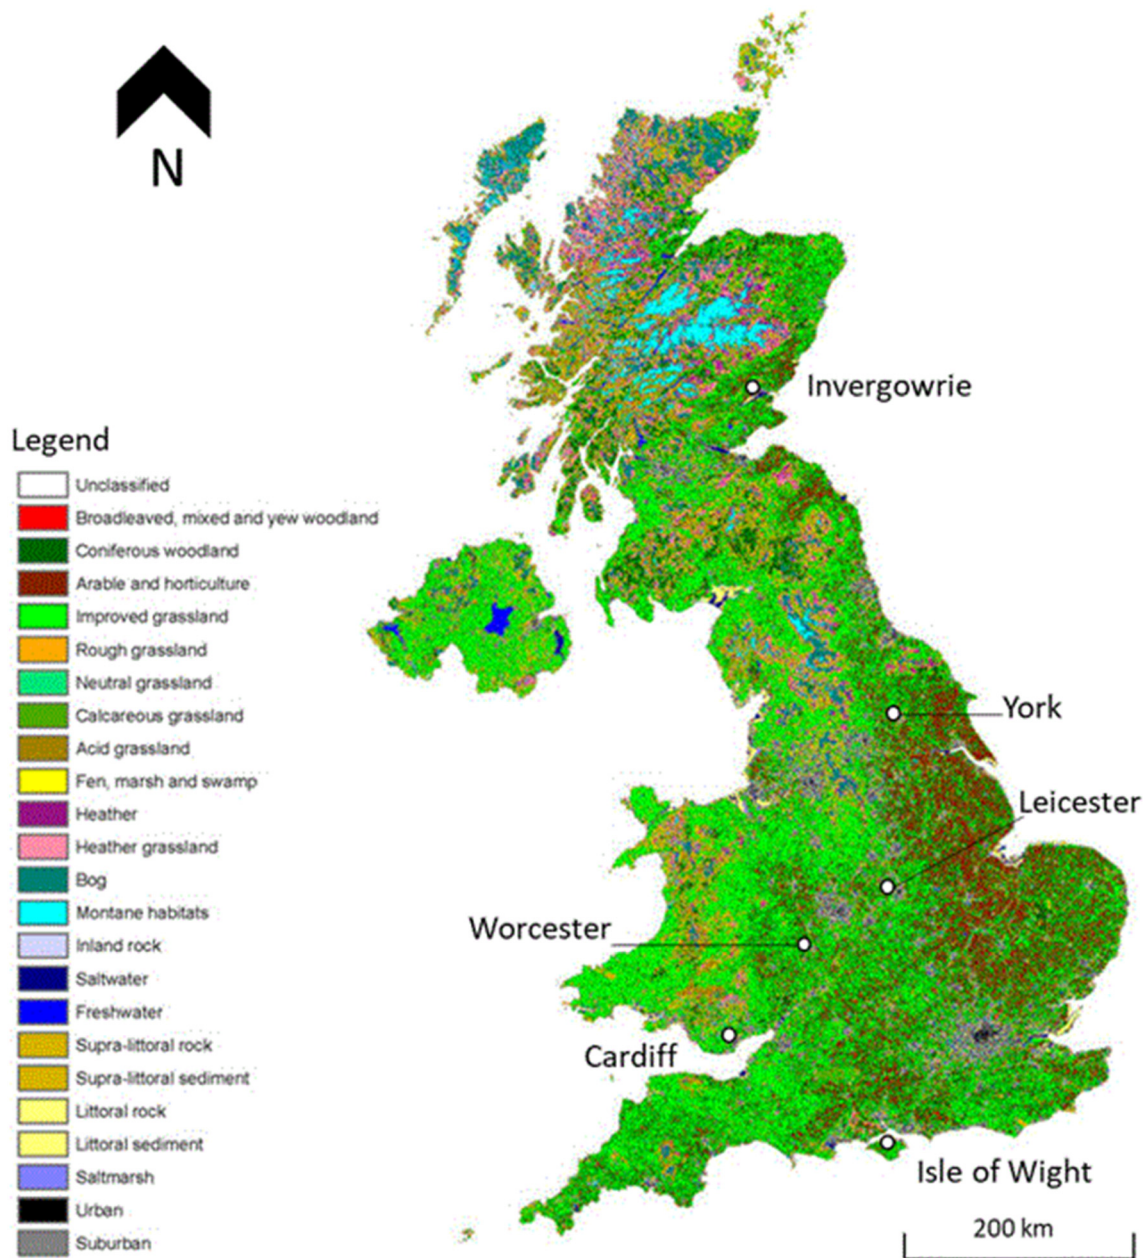 N
Invergowrie
Legend
Unclassified
Broadleaved, mixed and yew woodland
Coniferous woodland
Arable and horticulture
Improved grassland
Rough grassland
Neutral grassland
Calcareous grassland
Acid grassland
Fen, marsh and swamp
Heather
Heather grassland
Bog
Montane habitats
Inland rock
Saltwater
Freshwater
Supra-littoral rock
Supra-littoral sediment
Littoral rock
Littoral sediment
Saltmarsh
Urban
Suburban
York
Leicester
Worcester
Cardiff
Isle of Wight
200 km